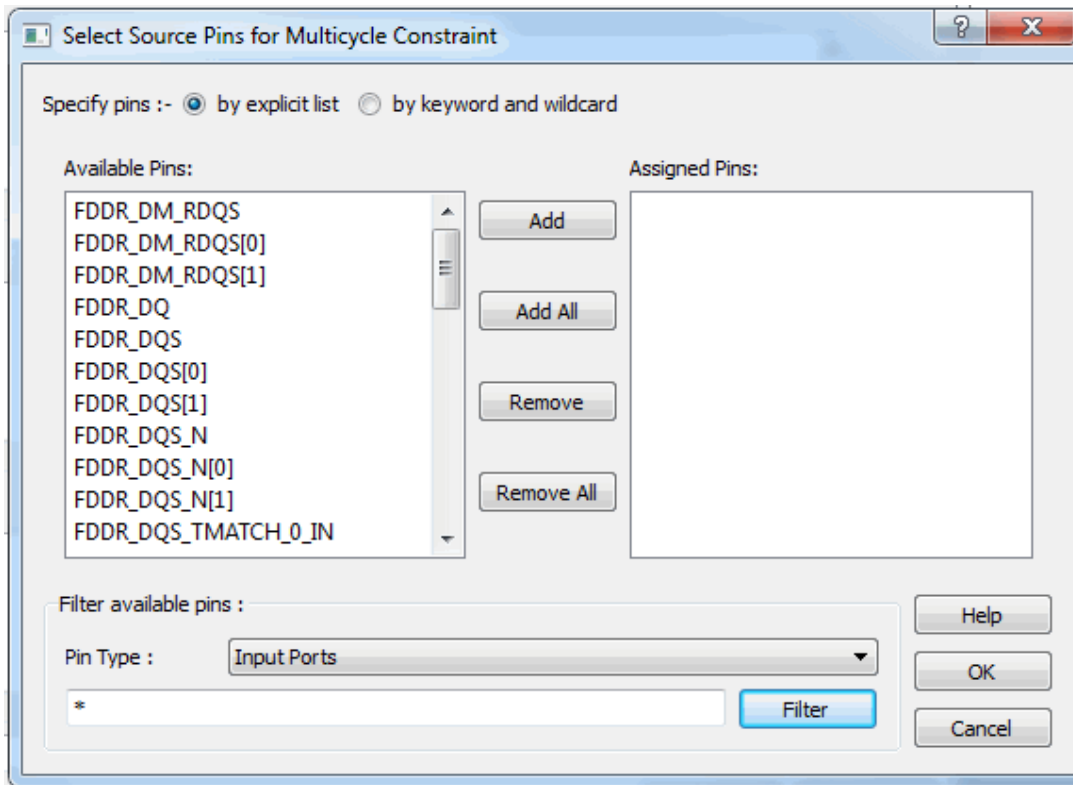 Select Source Pins for Multicycle Constraint
Specify pins :- by explicit list by keyword and wildcard
Available Pins:
Assigned Pins:
FDDR_DM_RDQS
FDDR_DM_RDQS[0]
FDDR_DM_RDQS[1]
FDDR_DQ
FDDR_DQS
FDDR_DQS[0]
FDDR_DQS[1]
FDDR_DQS_N
FDDR_DQS_N[0]
FDDR_DQS_N[1]
FDDR_DQS_TMATCH_0_IN
Add
Add All
Remove
Remove All
Filter available pins :
Pin Type : Input Ports
* Filter
Help
OK
Cancel